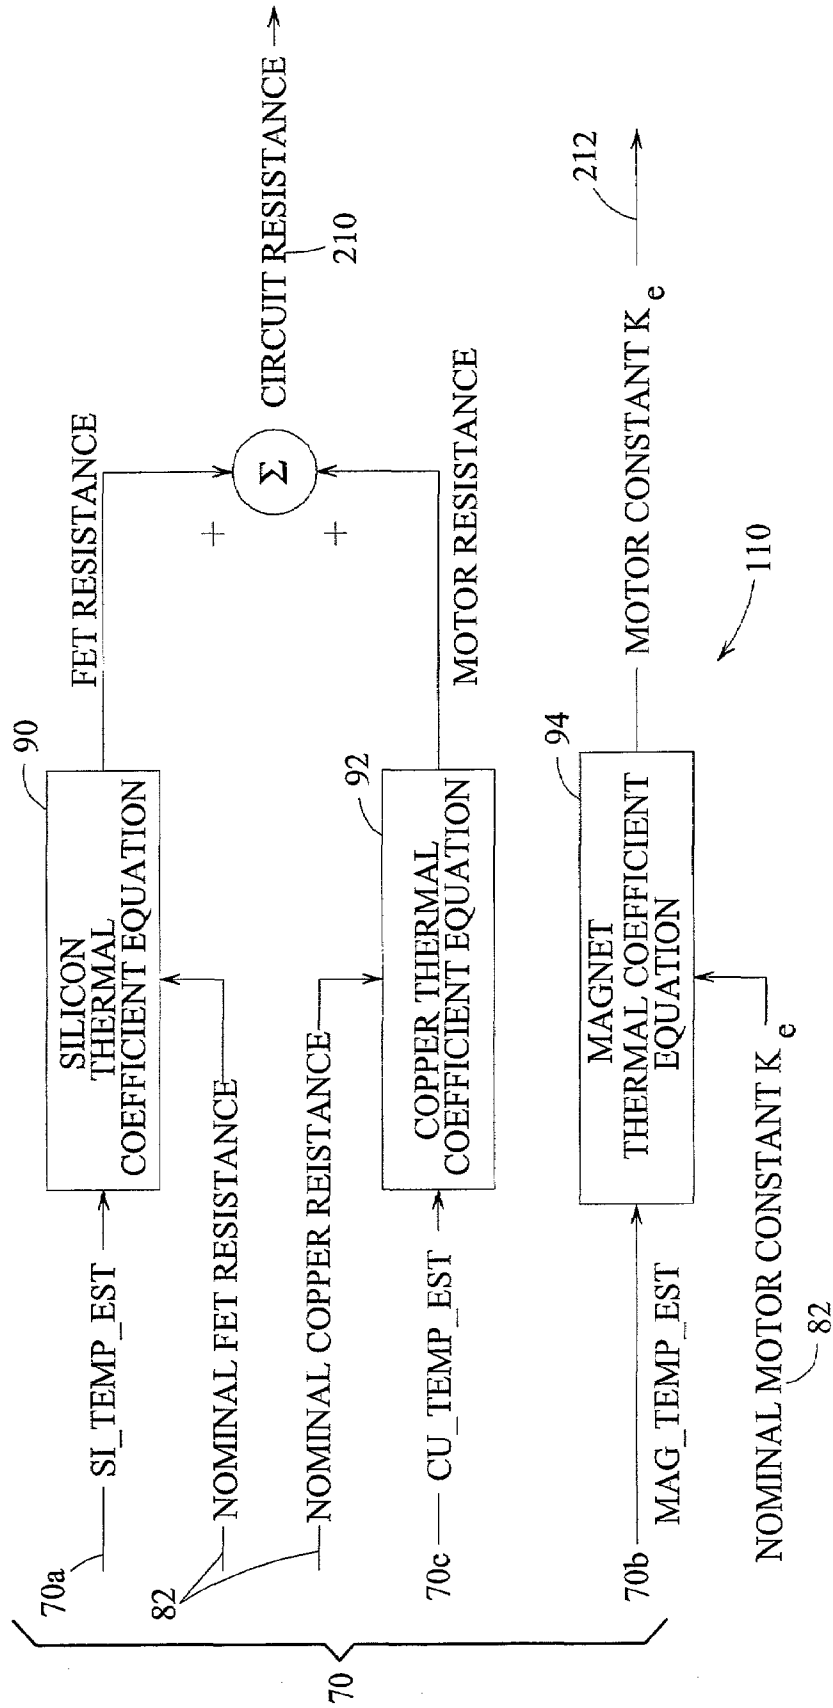 70
70a
SI_TEMP_EST
90
SILICON
THERMAL
COEFFICIENT EQUATION
FET RESISTANCE
82
NOMINAL FET RESISTANCE
NOMINAL COPPER REISTANCE
+
+
Σ
CIRCUIT RESISTANCE
210
70c
CU_TEMP_EST
92
COPPER THERMAL
COEFFICIENT EQUATION
MOTOR RESISTANCE
70b
MAG_TEMP_EST
94
MAGNET
THERMAL COEFFICIENT
EQUATION
MOTOR CONSTANT Ke
212
NOMINAL MOTOR CONSTANT Ke
82
110